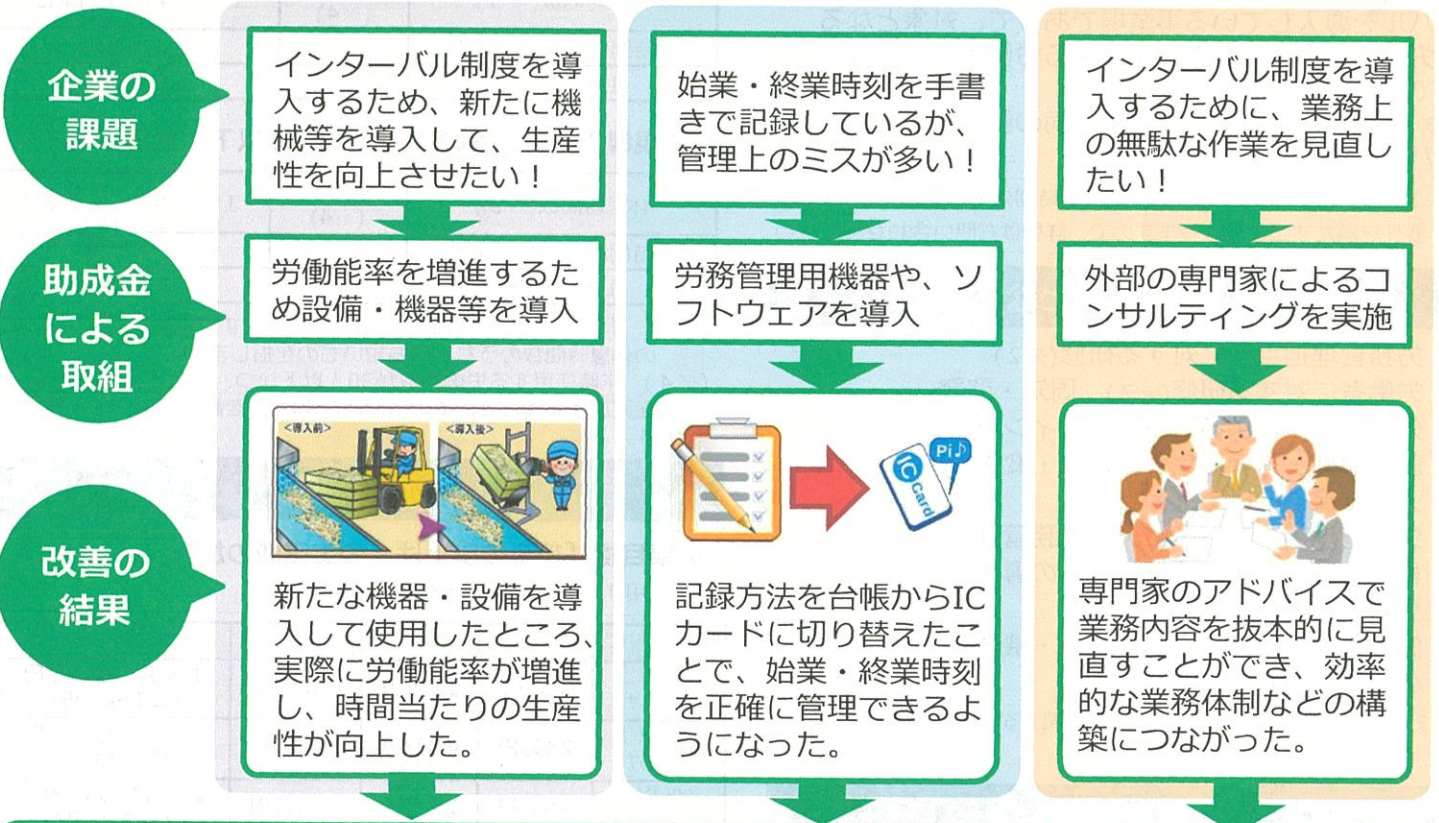 企業の
課題
インターバル制度を導
入するため、新たに機
械等を導入して、生産
性を向上させたい！
始業・終業時刻を手書
きで記録しているが、
管理上のミスが多い！
インターバル制度を導
入するために、業務上
の無駄な作業を見直し
たい！
助成金
による
取組
労働能率を増進するた
め設備・機器等を導入
労務管理用機器や、ソ
フトウェアを導入
外部の専門家によるコ
ンサルティングを実施
改善の
結果
<導入前>
<導入後>
新たな機器・設備を導
入して使用したところ、
実際に労働能率が増進
し、時間当たりの生産
性が向上した。
IC
Card
Pi♪
記録方法を台帳からIC
カードに切り替えたこ
とで、始業・終業時刻
を正確に管理できるよ
うになった。
専門家のアドバイスで
業務内容を抜本的に見
直すことができ、効率
的な業務体制などの構
築につながった。